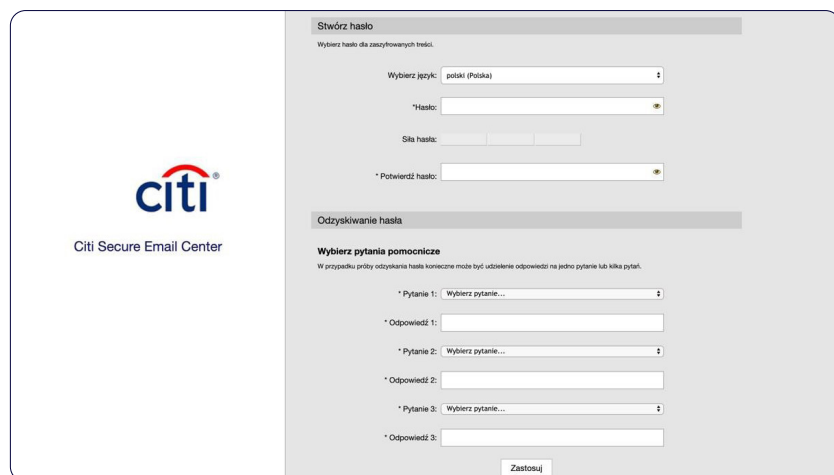 citi®
Citi Secure Email Center
Stwórz hasło
Wybierz hasło dla zaszyfrowanych treści.
Wybierz język: polski (Polska)
*Hasło:
Siła hasła:
* Potwierdź hasło:
Odzyskiwanie hasła
Wybierz pytania pomocnicze
W przypadku próby odzyskania hasła konieczne może być udzielenie odpowiedzi na jedno pytanie lub kilka pytań.
* Pytanie 1: Wybierz pytanie...
* Odpowiedź 1:
* Pytanie 2: Wybierz pytanie...
* Odpowiedź 2:
* Pytanie 3: Wybierz pytanie...
* Odpowiedź 3:
Zastosuj